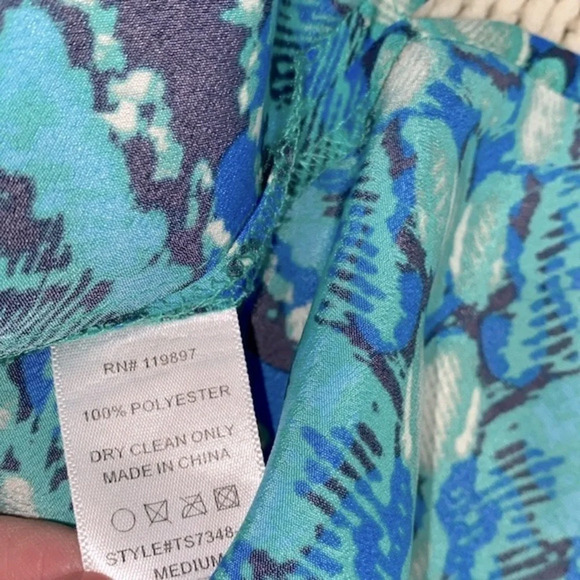 RN# 119897
100% POLYESTER
DRY CLEAN ONLY
MADE IN CHINA
STYLE#TS7348-
MEDIUM